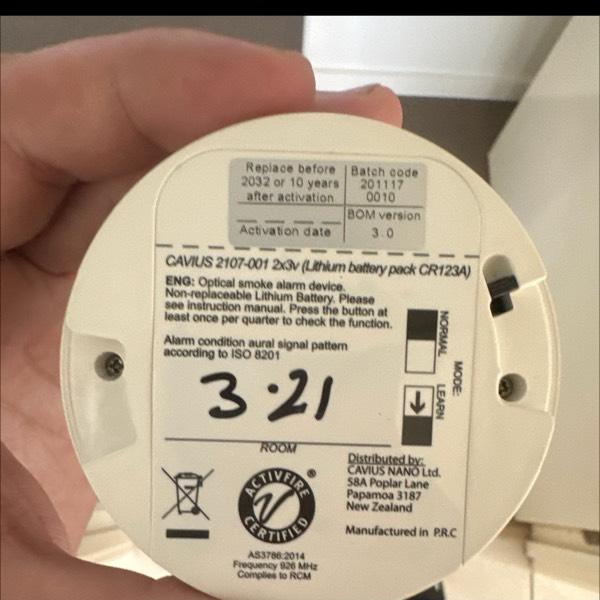 Replace before
2032 or 10 years
after activation
Activation date
Batch code
201117
0010
BOM version
3.0
CAVIUS 2107-001 2x3v (Lithium battery pack CR123A)
ENG: Optical smoke alarm device.
Non-replaceable Lithium Battery. Please
see instruction manual. Press the button at
least once per quarter to check the function.
Alarm condition aural signal pattern
according to ISO 8201
NORMAL
MODE:
LEARN
3.21
ROOM
ACTIVFIRE®
CERTIFIED
AS3786:2014
Frequency 926 MHz
Complies to RCM
Distributed by:
CAVIUS NANO Ltd.
58A Poplar Lane
Papamoa 3187
New Zealand
Manufactured in P.R.C